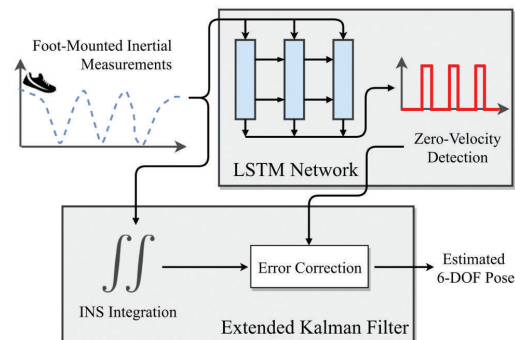 Foot-Mounted Inertial
Measurements
LSTM Network
Zero-Velocity
Detection
INS Integration
Error Correction
Estimated
6-DOF Pose
Extended Kalman Filter